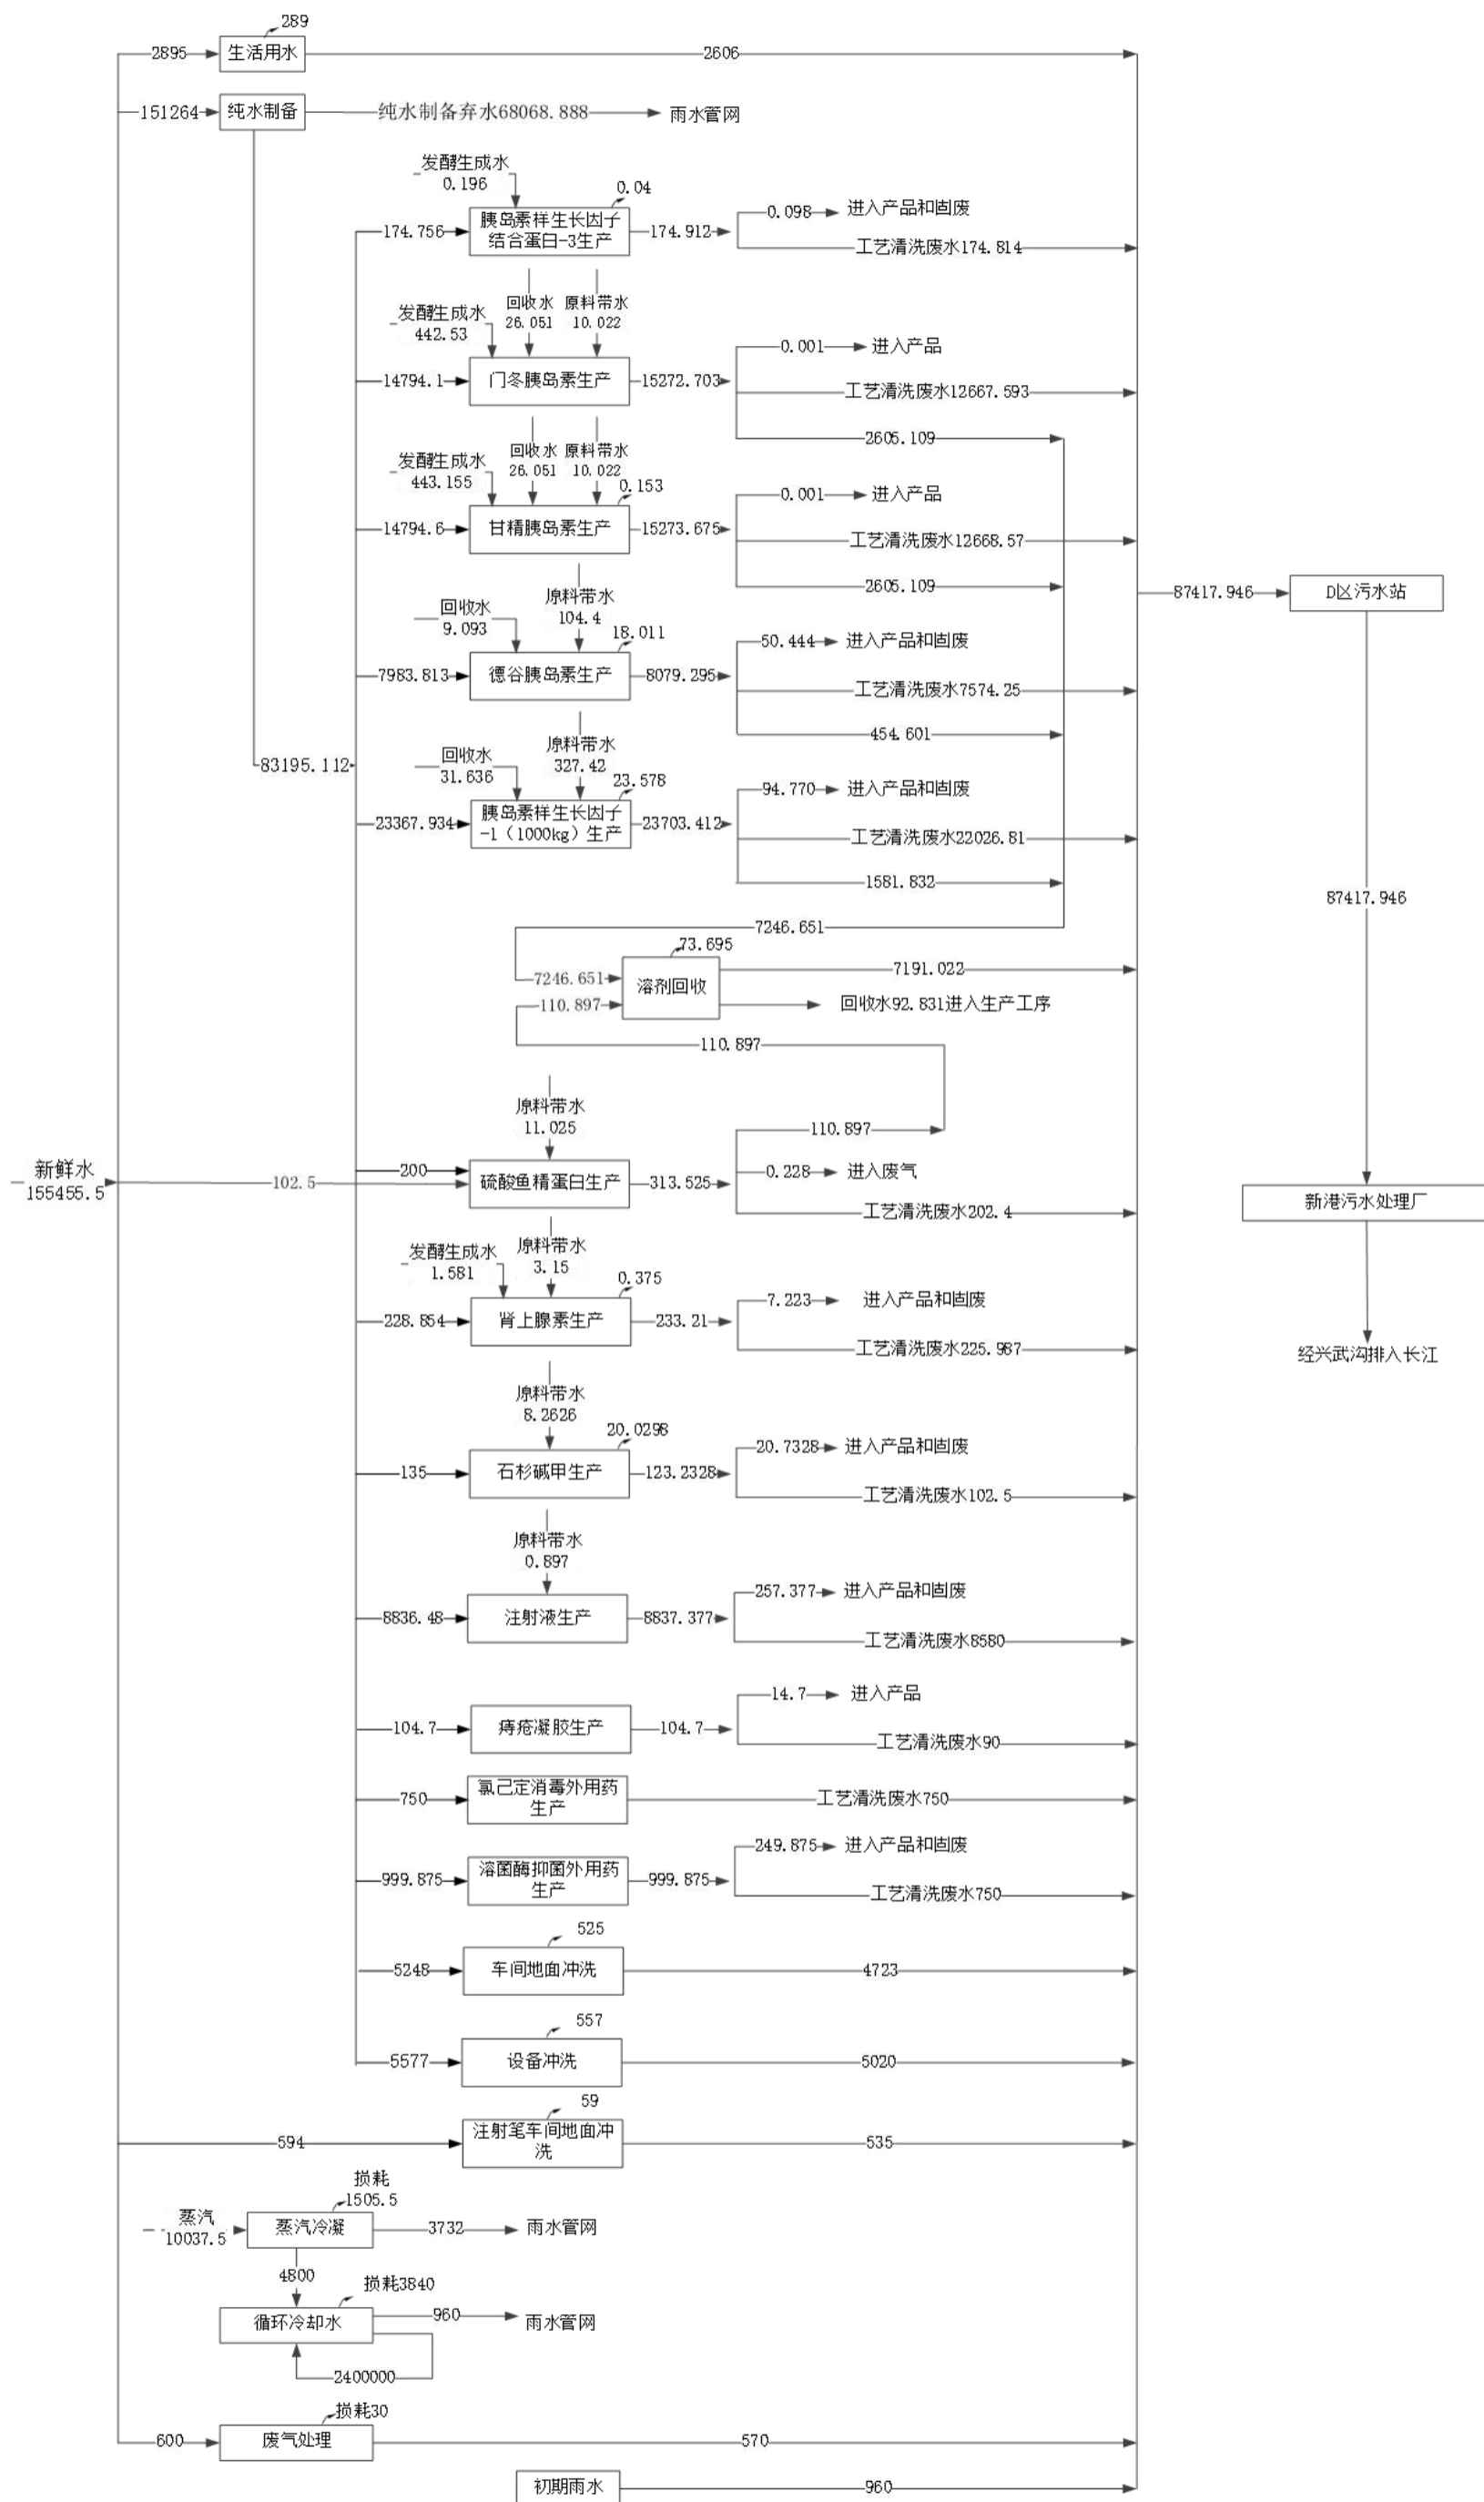 289
2895
生活用水
2606
151264
纯水制备
纯水制备弃水68068.888
雨水管网
发酵生成水
0.196
0.04
174.756
胰岛素样生长因子
结合蛋白-3生产
174.912
0.098
进入产品和固废
工艺清洗废水174.814
发酵生成水
442.53
回收水
26.051
原料带水
10.022
14794.1
门冬胰岛素生产
15272.703
0.001
进入产品
工艺清洗废水12667.593
2605.109
发酵生成水
443.155
回收水
26.051
原料带水
10.022
0.153
14794.6
甘精胰岛素生产
15273.675
0.001
进入产品
工艺清洗废水12668.57
2605.109
87417.946
D区污水站
回收水
9.093
原料带水
104.4
18.011
7983.813
德谷胰岛素生产
8079.295
50.444
进入产品和固废
工艺清洗废水7574.25
454.601
83195.112
回收水
31.636
原料带水
327.42
23.578
23367.934
胰岛素样生长因子
-1（1000kg）生产
23703.412
94.770
进入产品和固废
工艺清洗废水22026.81
1581.832
87417.946
7246.651
73.695
7246.651
110.897
溶剂回收
7191.022
回收水92.831进入生产工序
110.897
原料带水
11.025
新鲜水
155455.5
102.5
200
硫酸鱼精蛋白生产
313.525
110.897
0.228
进入废气
工艺清洗废水202.4
新港污水处理厂
发酵生成水
1.581
原料带水
3.15
0.375
228.854
肾上腺素生产
233.21
7.223
进入产品和固废
工艺清洗废水225.987
经兴武沟排入长江
原料带水
8.2626
20.0298
135
石杉碱甲生产
123.2328
20.7328
进入产品和固废
工艺清洗废水102.5
原料带水
0.897
8836.48
注射液生产
8837.377
257.377
进入产品和固废
工艺清洗废水8580
104.7
痔疮凝胶生产
104.7
14.7
进入产品
工艺清洗废水90
750
氯己定消毒外用药
生产
工艺清洗废水750
999.875
溶菌酶抑菌外用药
生产
999.875
249.875
进入产品和固废
工艺清洗废水750
525
5248
车间地面冲洗
4723
557
5577
设备冲洗
5020
59
594
注射笔车间地面冲
洗
535
蒸汽
10037.5
损耗
1505.5
蒸汽冷凝
3732
雨水管网
4800
损耗3840
循环冷却水
960
雨水管网
2400000
损耗30
600
废气处理
570
初期雨水
960